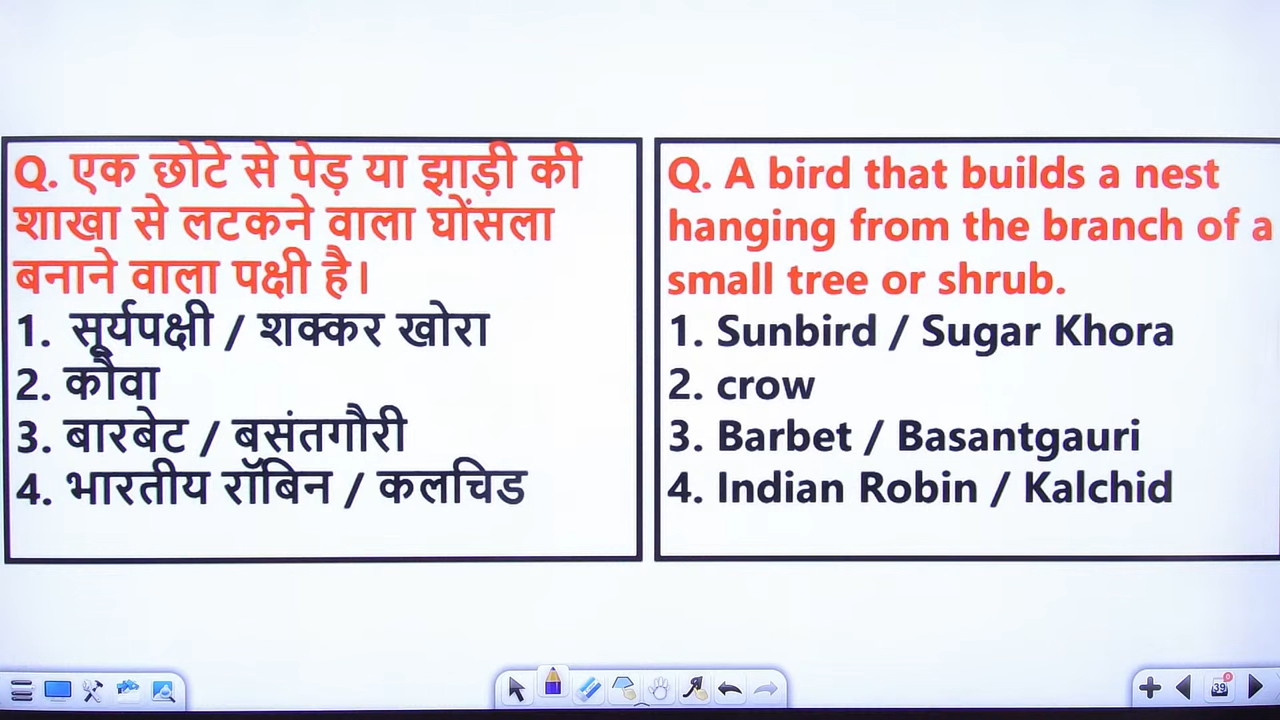 Q. एक छोटे से पेड़ या झाड़ी की
शाखा से लटकने वाला घोंसला
बनाने वाला पक्षी है।
1. सूर्यपक्षी / शक्कर खोरा
2. कौवा
3. बारबेट / बसंतगौरी
4. भारतीय रॉबिन / कलचिड
Q. A bird that builds a nest
hanging from the branch of a
small tree or shrub.
1. Sunbird / Sugar Khora
2. crow
3. Barbet / Basantgauri
4. Indian Robin / Kalchid
39
0